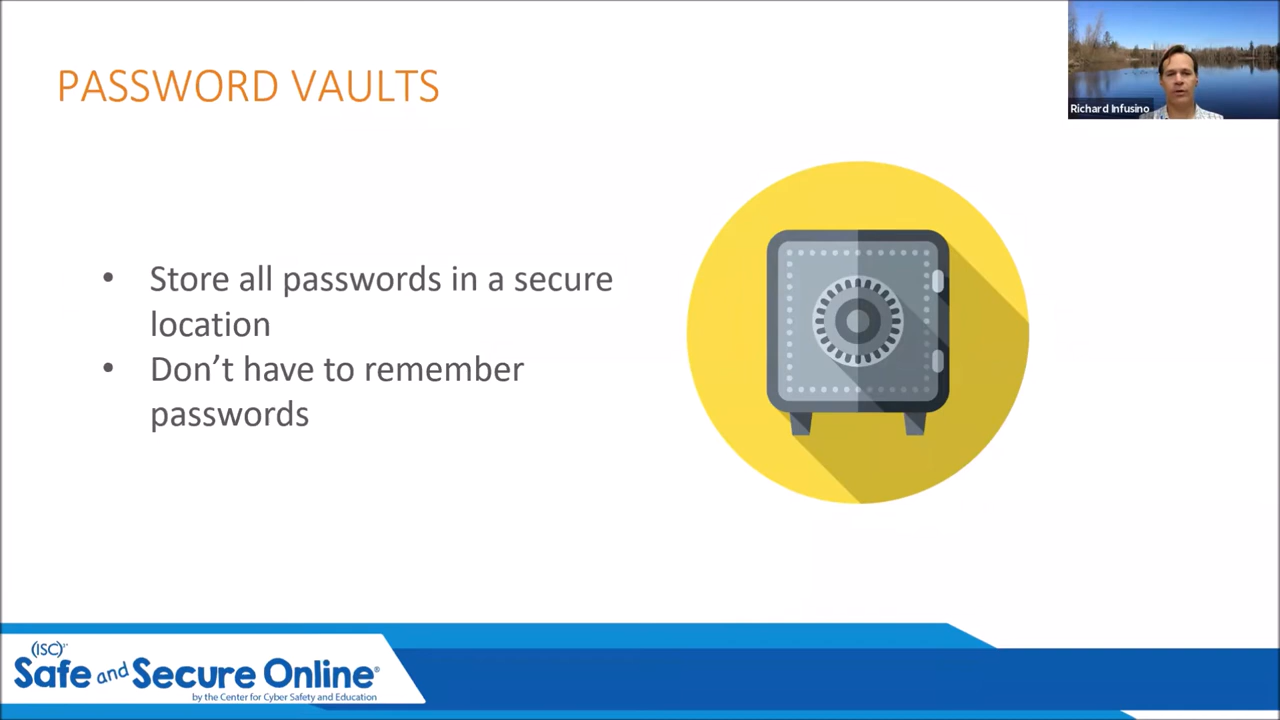 PASSWORD VAULTS
Richard Infusino
• Store all passwords in a secure
location
• Don’t have to remember
passwords
(ISC)²
Safe and Secure Online®
by the Center for Cyber Safety and Education